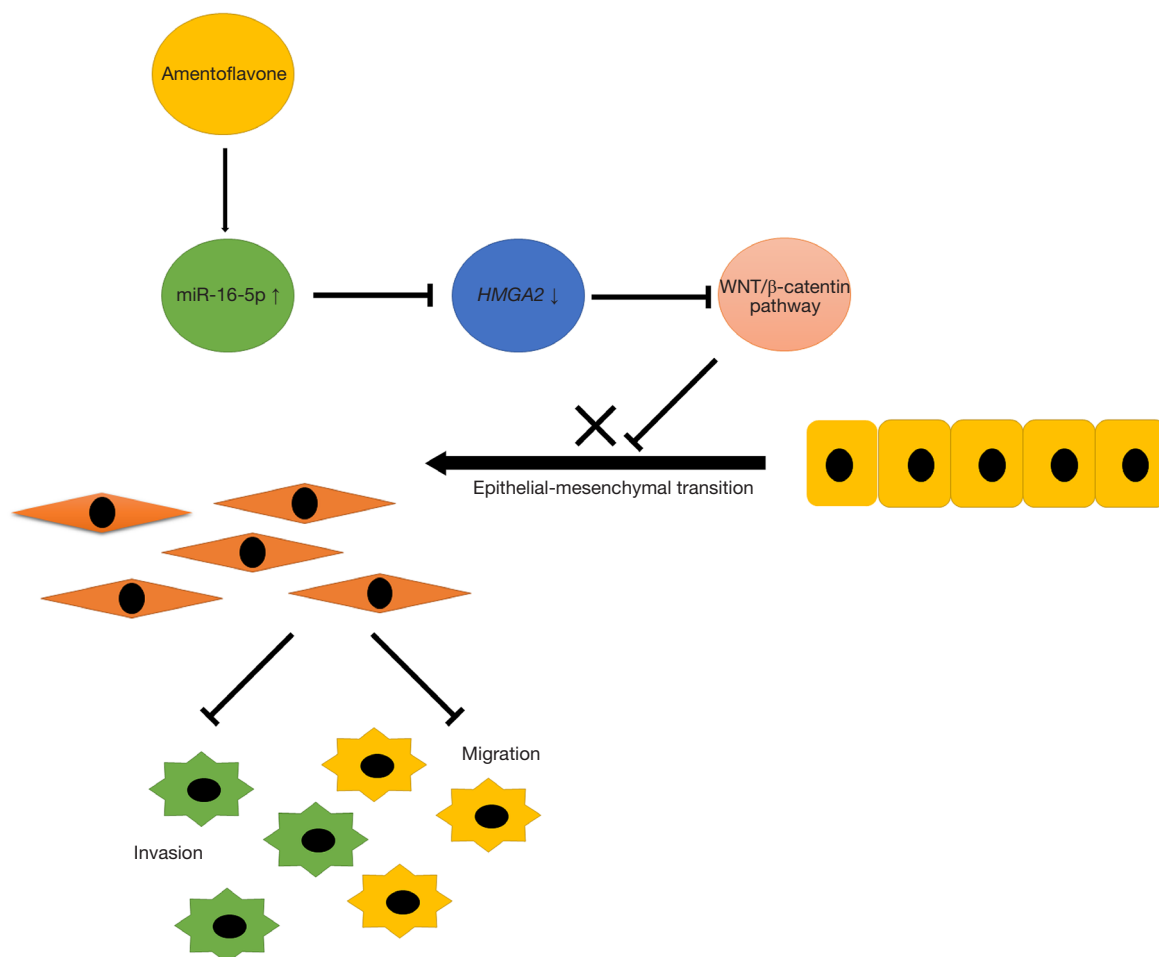 Amentoflavone
miR-16-5p ↑
HMGA2 ↓
WNT/β-catentin
pathway
Epithelial-mesenchymal transition
Migration
Invasion